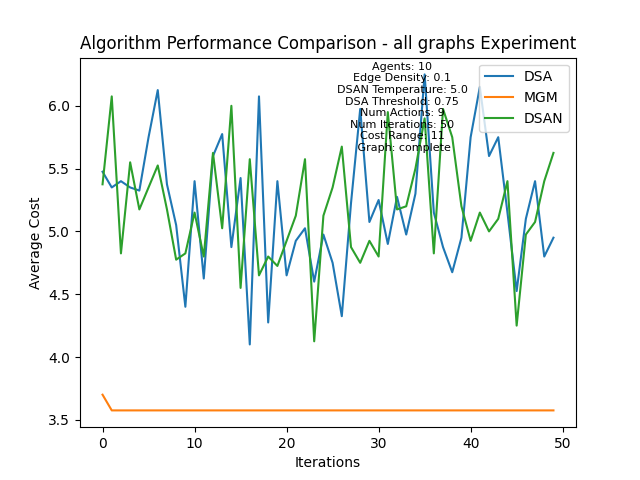 Algorithm Performance Comparison - all graphs Experiment
Agents: 10
Edge Density: 0.1
DSAN Temperature: 5.0
DSA Threshold: 0.75
Num Actions: 9
Num Iterations: 50
Cost Range: 11
Graph: complete
DSA
MGM
DSAN
Average Cost
6.0
5.5
5.0
4.5
4.0
3.5
0 10 20 30 40 50
Iterations